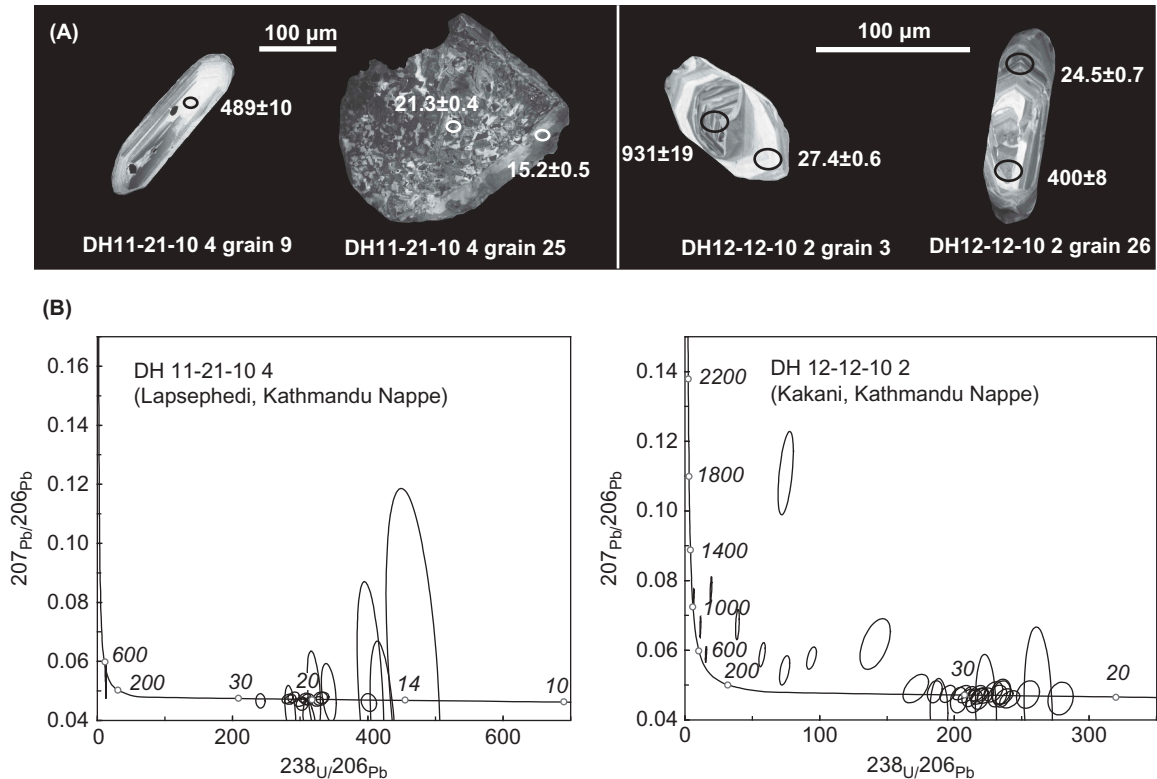 (A)
100 µm
100 µm
489±10
21.3±0.4
15.2±0.5
931±19
27.4±0.6
24.5±0.7
400±8
DH11-21-10 4 grain 9
DH11-21-10 4 grain 25
DH12-12-10 2 grain 3
DH12-12-10 2 grain 26
(B)
DH 11-21-10 4
(Lapsephedi, Kathmandu Nappe)
0.16
0.14
0.12
0.10
0.08
0.06
0.04
207Pb/206Pb
600
200
30
20
14
10
0
200
400
600
238U/206Pb
DH 12-12-10 2
(Kakani, Kathmandu Nappe)
0.14
0.12
0.10
0.08
0.06
0.04
207Pb/206Pb
2200
1800
1400
1000
600
200
30
20
0
100
200
300
238U/206Pb